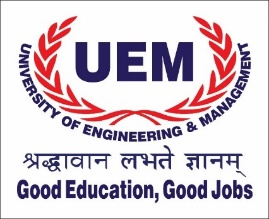 UEM
UNIVERSITY OF ENGINEERING & MANAGEMENT
श्रद्धावान लभते ज्ञानम्
Good Education, Good Jobs